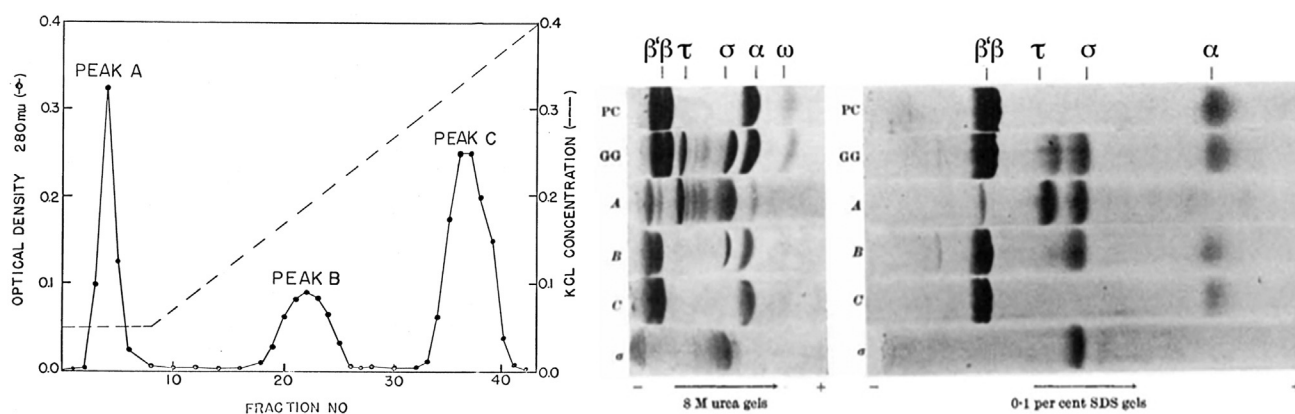 0.4
0.3
0.2
0.1
0.0
OPTICAL DENSITY 280mu (-o-)
PEAK A
PEAK B
PEAK C
10
20
30
40
FRACTION NO
0.4
0.3
0.2
0.1
0.0
KCL CONCENTRATION (---)
β'β τ σ α ω
PC
GG
A
B
C
σ
− +
8 M urea gels
β'β τ σ α
PC
GG
A
B
C
σ
−
0·1 per cent SDS gels